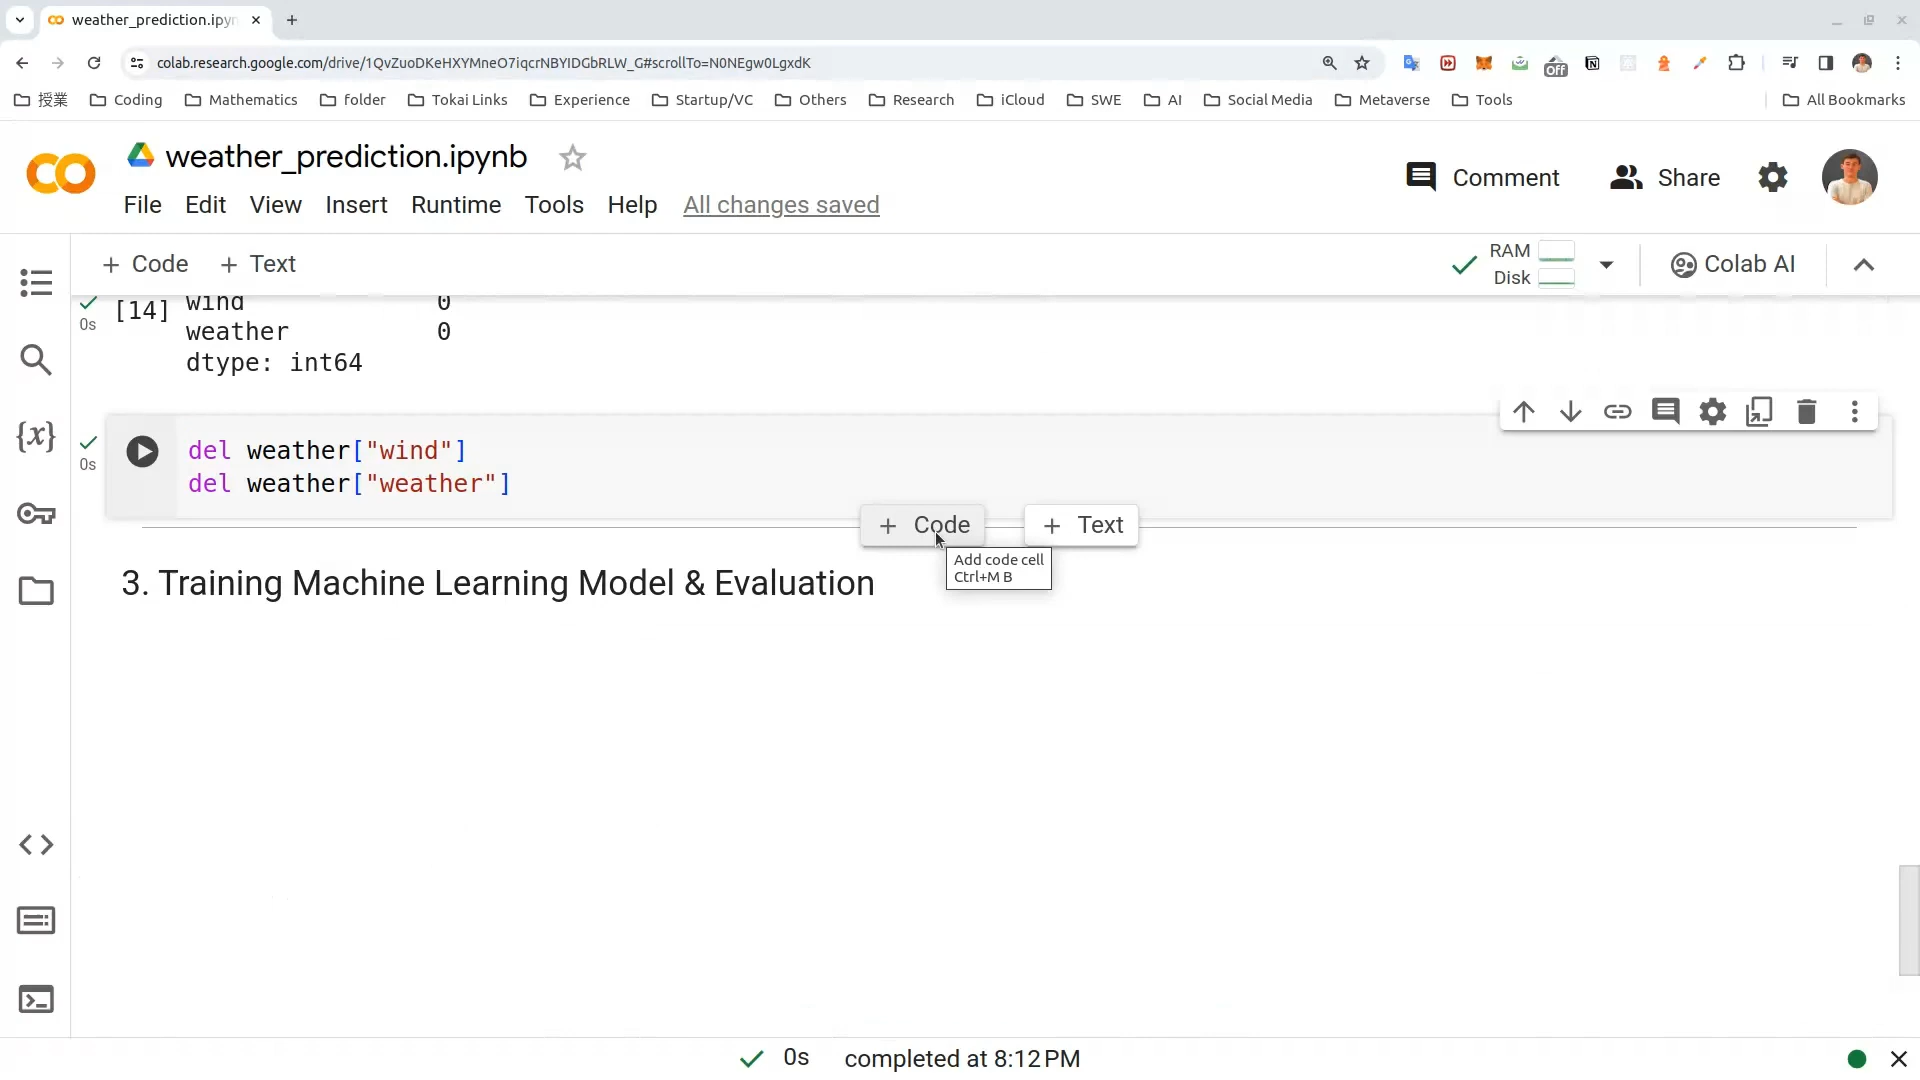 weather_prediction.ipyn
colab.research.google.com/drive/1QvZuoDKeHXYMneO7iqcrNBYIDGbRLW_G#scrollTo=N0NEgw0LgxdK
Off
授業 Coding Mathematics folder Tokai Links Experience Startup/VC Others Research iCloud SWE AI Social Media Metaverse Tools All Bookmarks
CO weather_prediction.ipynb
Comment Share
File Edit View Insert Runtime Tools Help All changes saved
+ Code + Text
RAM
Disk
Colab AI
[14] wind 0
0s
weather 0
dtype: int64
del weather["wind"]
0s
del weather["weather"]
+ Code + Text
Add code cell
Ctrl+M B
3. Training Machine Learning Model & Evaluation
{x}
0s completed at 8:12 PM